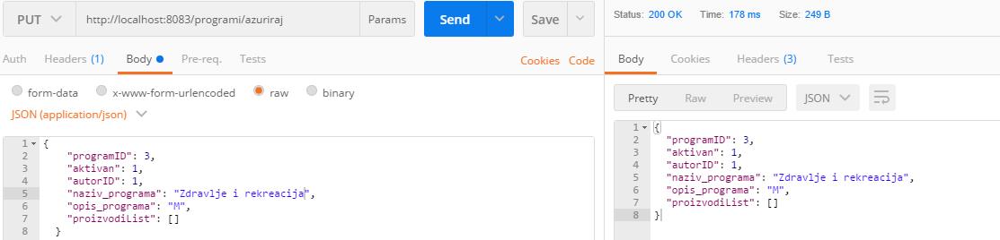 PUT http://localhost:8083/programi/azuriraj Params Send Save
Auth Headers (1) Body Pre-req. Tests Cookies Code
form-data x-www-form-urlencoded raw binary
JSON (application/json)
1 {
2 "programID": 3,
3 "aktivan": 1,
4 "autorID": 1,
5 "naziv_programa": "Zdravlje i rekreacija",
6 "opis_programa": "M",
7 "proizvodiList": []
8 }
Status: 200 OK Time: 178 ms Size: 249 B
Body Cookies Headers (3) Tests
Pretty Raw Preview JSON
1 {
2 "programID": 3,
3 "aktivan": 1,
4 "autorID": 1,
5 "naziv_programa": "Zdravlje i rekreacija",
6 "opis_programa": "M",
7 "proizvodiList": []
8 }